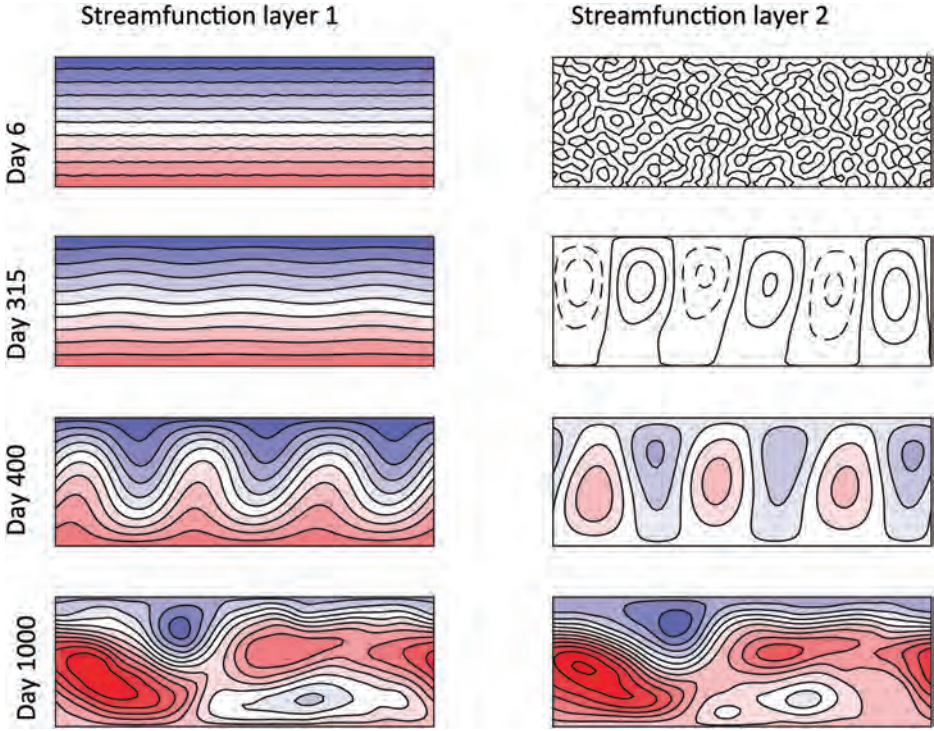 Streamfunction layer 1
Streamfunction layer 2
Day 6
Day 315
Day 400
Day 1000